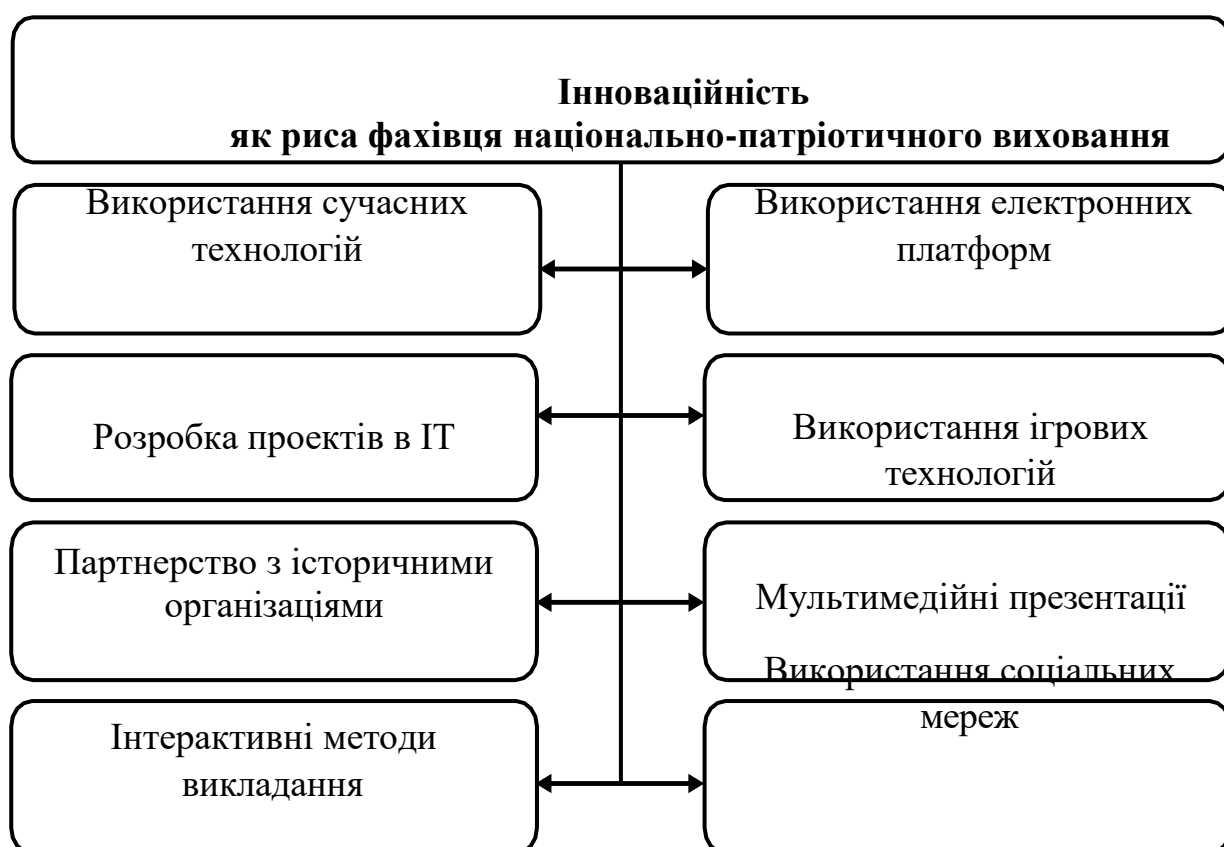 Інноваційність
як риса фахівця національно-патріотичного виховання
Використання сучасних
технологій
Використання електронних
платформ
Розробка проектів в ІТ
Використання ігрових
технологій
Партнерство з історичними
організаціями
Мультимедійні презентації
Використання соціальних
мереж
Інтерактивні методи
викладання